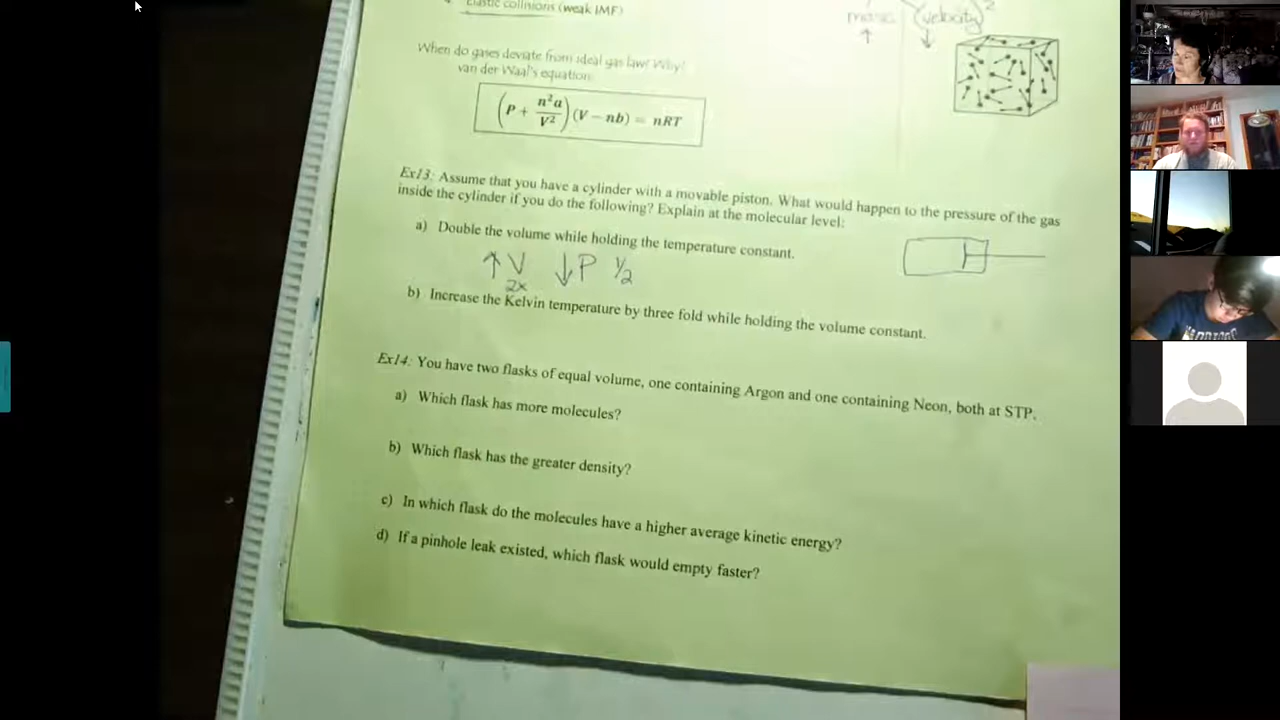 Elastic collisions (weak IMF)
mass (velocity)²
↑ ↓
When do gases deviate from ideal gas law? Why?
van der Waal's equation:
(P + n²a/V²)(V − nb) = nRT
Ex13: Assume that you have a cylinder with a movable piston. What would happen to the pressure of the gas
inside the cylinder if you do the following? Explain at the molecular level:
a) Double the volume while holding the temperature constant.
↑ V ↓ P ½
2x
b) Increase the Kelvin temperature by three fold while holding the volume constant.
Ex14: You have two flasks of equal volume, one containing Argon and one containing Neon, both at STP.
a) Which flask has more molecules?
b) Which flask has the greater density?
c) In which flask do the molecules have a higher average kinetic energy?
d) If a pinhole leak existed, which flask would empty faster?